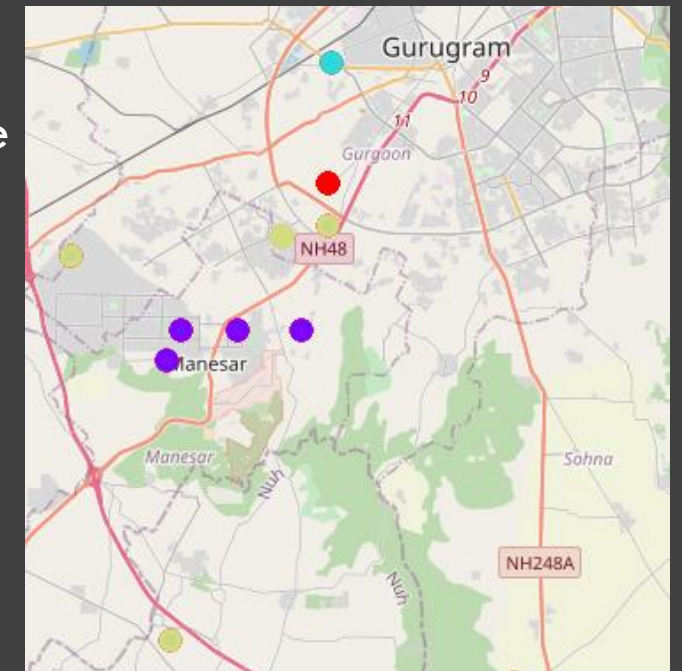 e
Gurugram
9
10
11
Gurgaon
NH48
Manesar
Manesar
Sohna
Nuh
NH248A
Nuh